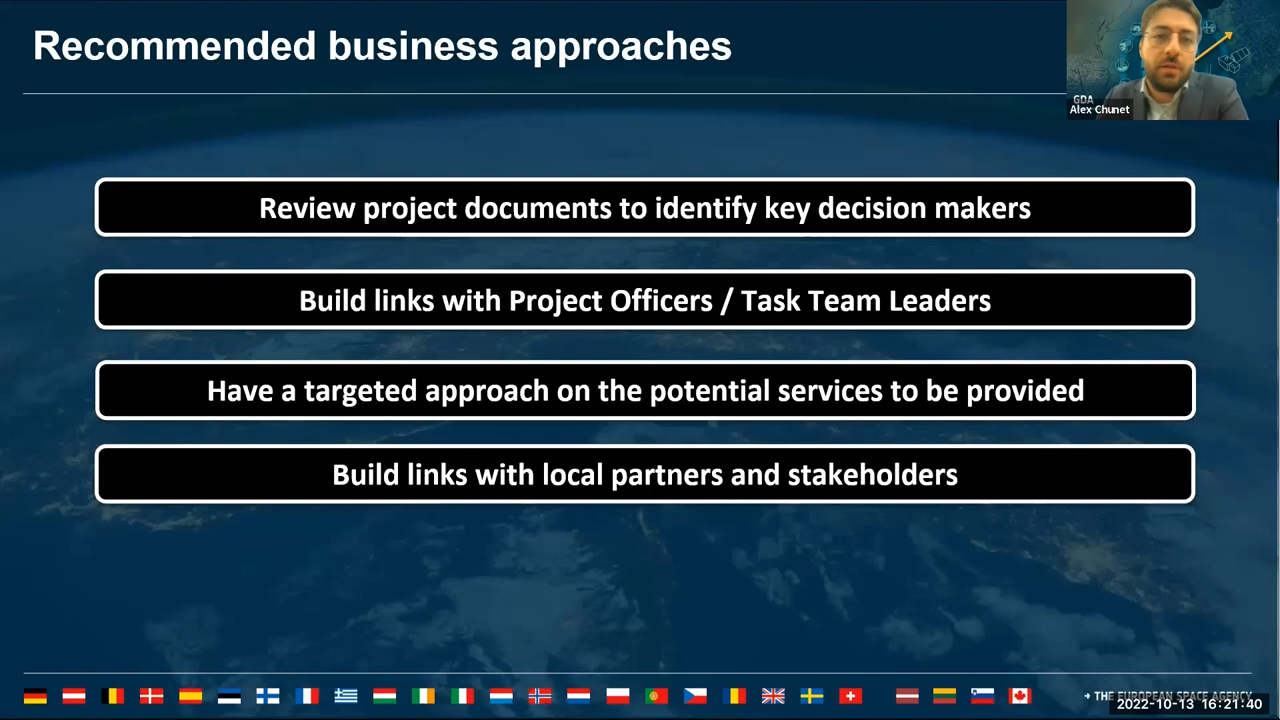 Recommended business approaches
GDA
Alex Chunet
Review project documents to identify key decision makers
Build links with Project Officers / Task Team Leaders
Have a targeted approach on the potential services to be provided
Build links with local partners and stakeholders
→ THE EUROPEAN SPACE AGENCY
2022-10-13 16:21:40